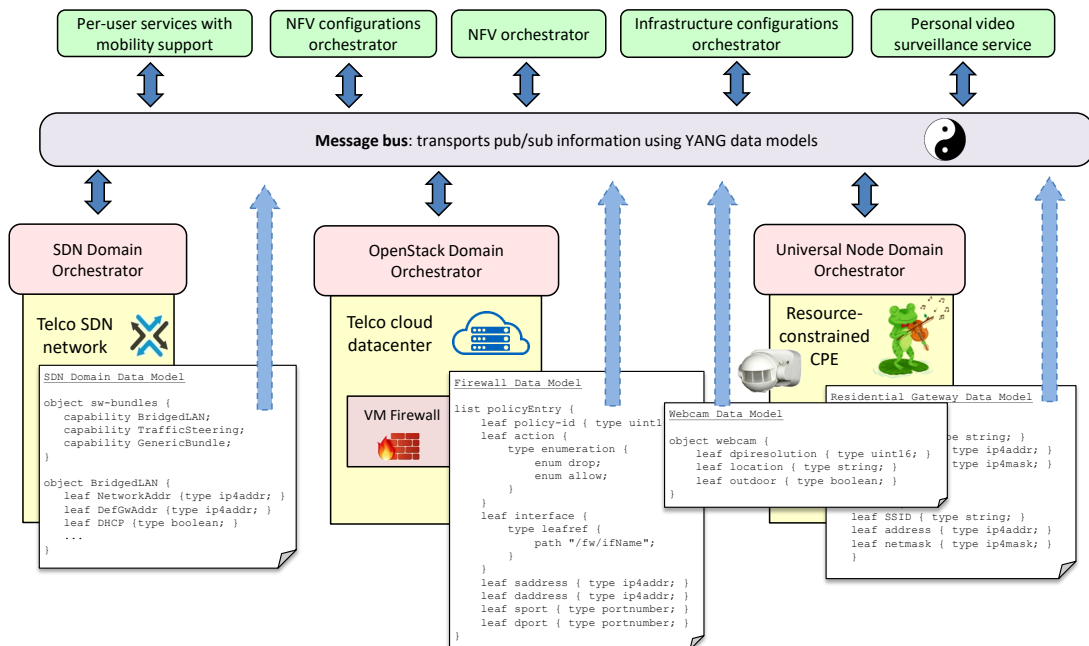 Per-user services with
mobility support
NFV configurations
orchestrator
NFV orchestrator
Infrastructure configurations
orchestrator
Personal video
surveillance service
Message bus: transports pub/sub information using YANG data models
SDN Domain
Orchestrator
OpenStack Domain
Orchestrator
Universal Node Domain
Orchestrator
Telco SDN
network
Telco cloud
datacenter
VM Firewall
Resource-
constrained
CPE
SDN Domain Data Model
object sw-bundles {
capability BridgedLAN;
capability TrafficSteering;
capability GenericBundle;
}
object BridgedLAN {
leaf NetworkAddr {type ip4addr; }
leaf DefGwAddr {type ip4addr; }
leaf DHCP {type boolean; }
...
}
Firewall Data Model
list policyEntry {
leaf policy-id { type uint16
leaf action {
type enumeration {
enum drop;
enum allow;
}
}
leaf interface {
type leafref {
path "/fw/ifName";
}
}
leaf saddress { type ip4addr; }
leaf daddress { type ip4addr; }
leaf sport { type portnumber; }
leaf dport { type portnumber; }
}
Webcam Data Model
object webcam {
leaf dpiresolution { type uint16; }
leaf location { type string; }
leaf outdoor { type boolean; }
}
Residential Gateway Data Model
type string; }
type ip4addr; }
type ip4mask; }
leaf SSID { type string; }
leaf address { type ip4addr; }
leaf netmask { type ip4mask; }
}